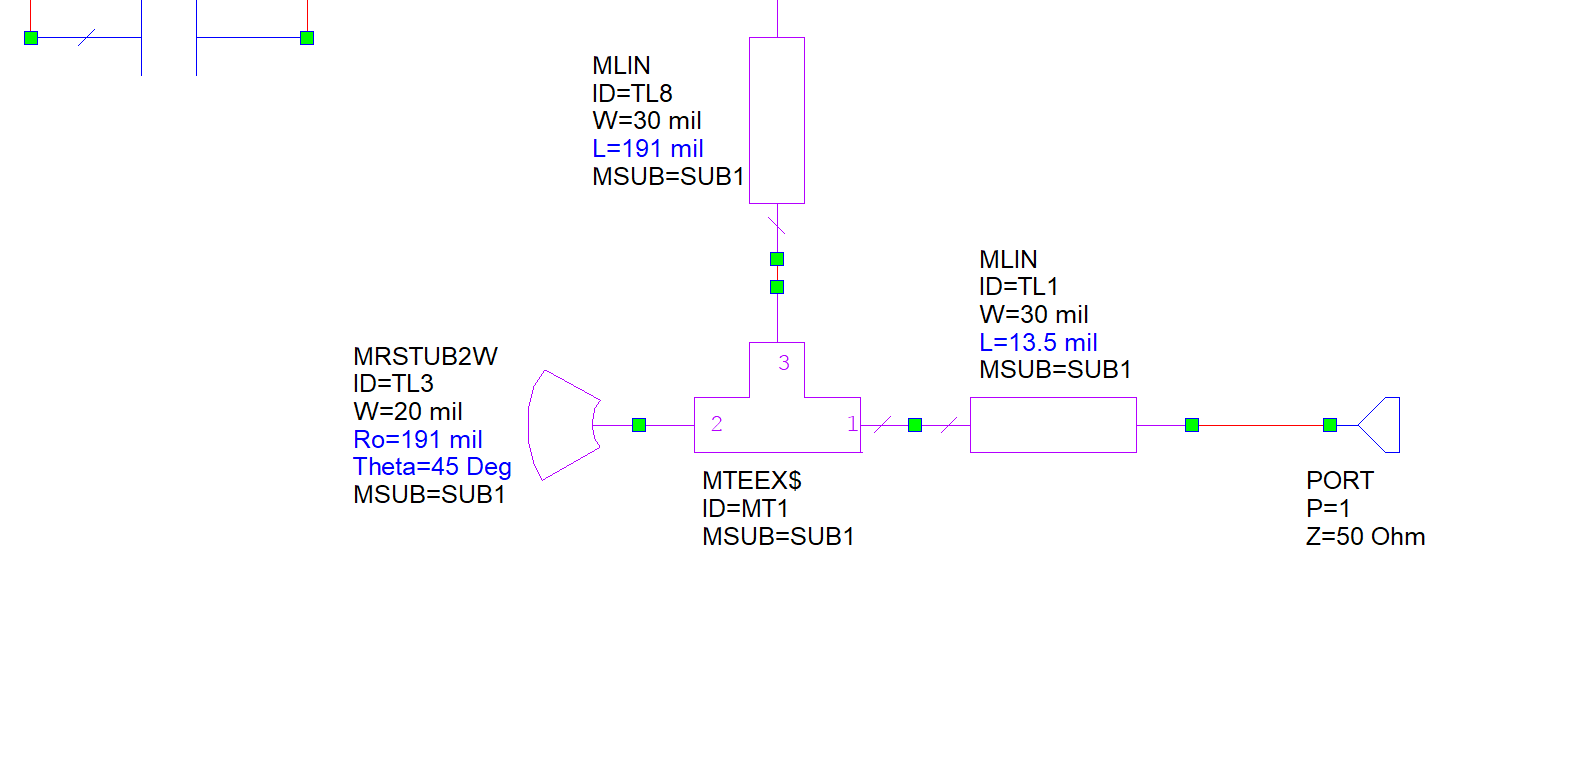 MLIN
ID=TL8
W=30 mil
L=191 mil
MSUB=SUB1
MLIN
ID=TL1
W=30 mil
L=13.5 mil
MSUB=SUB1
MRSTUB2W
ID=TL3
W=20 mil
Ro=191 mil
Theta=45 Deg
MSUB=SUB1
3
2
1
MTEEX$
ID=MT1
MSUB=SUB1
PORT
P=1
Z=50 Ohm